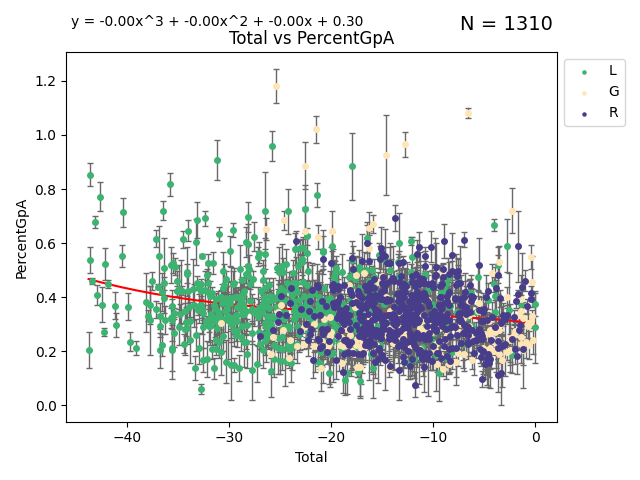 y = -0.00x^3 + -0.00x^2 + -0.00x + 0.30
N = 1310
Total vs PercentGpA
L
G
R
PercentGpA
1.2
1.0
0.8
0.6
0.4
0.2
0.0
−40
−30
−20
−10
0
Total